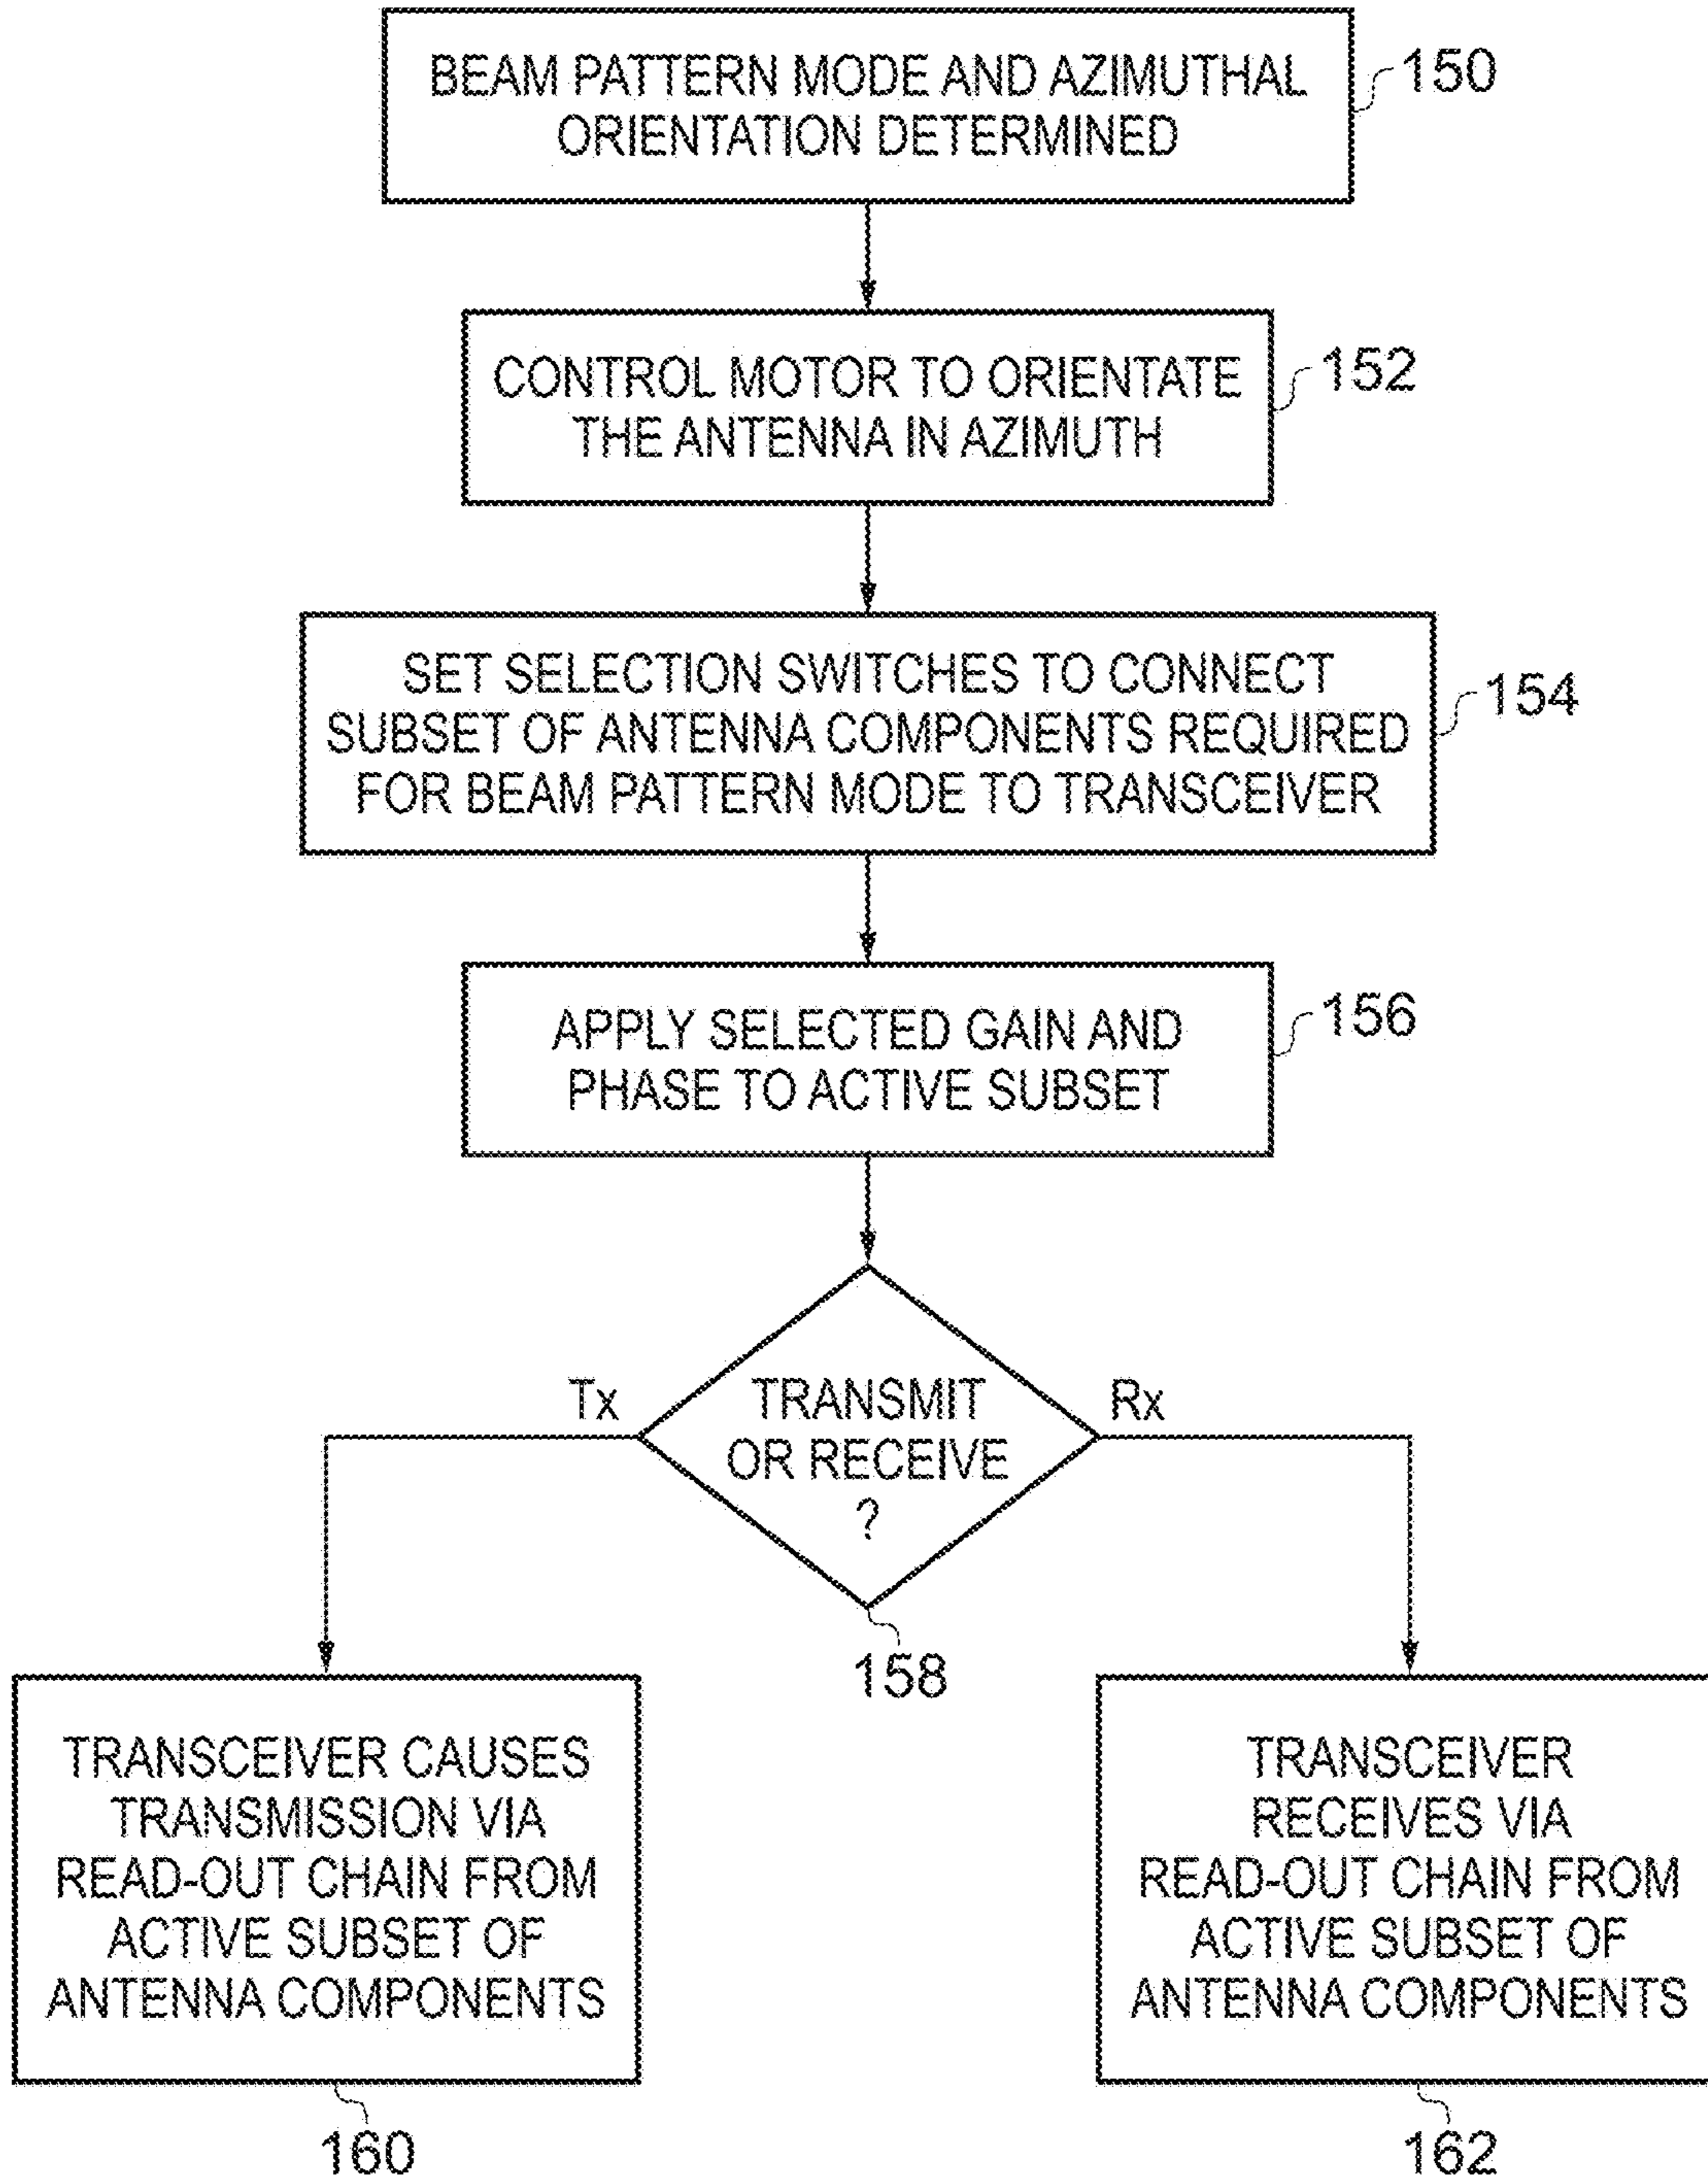 BEAM PATTERN MODE AND AZIMUTHAL
ORIENTATION DETERMINED
150
CONTROL MOTOR TO ORIENTATE
THE ANTENNA IN AZIMUTH
152
SET SELECTION SWITCHES TO CONNECT
SUBSET OF ANTENNA COMPONENTS REQUIRED
FOR BEAM PATTERN MODE TO TRANSCEIVER
154
APPLY SELECTED GAIN AND
PHASE TO ACTIVE SUBSET
156
Tx
TRANSMIT
OR RECEIVE
?
Rx
158
TRANSCEIVER CAUSES
TRANSMISSION VIA
READ-OUT CHAIN FROM
ACTIVE SUBSET OF
ANTENNA COMPONENTS
160
TRANSCEIVER
RECEIVES VIA
READ-OUT CHAIN FROM
ACTIVE SUBSET OF
ANTENNA COMPONENTS
162